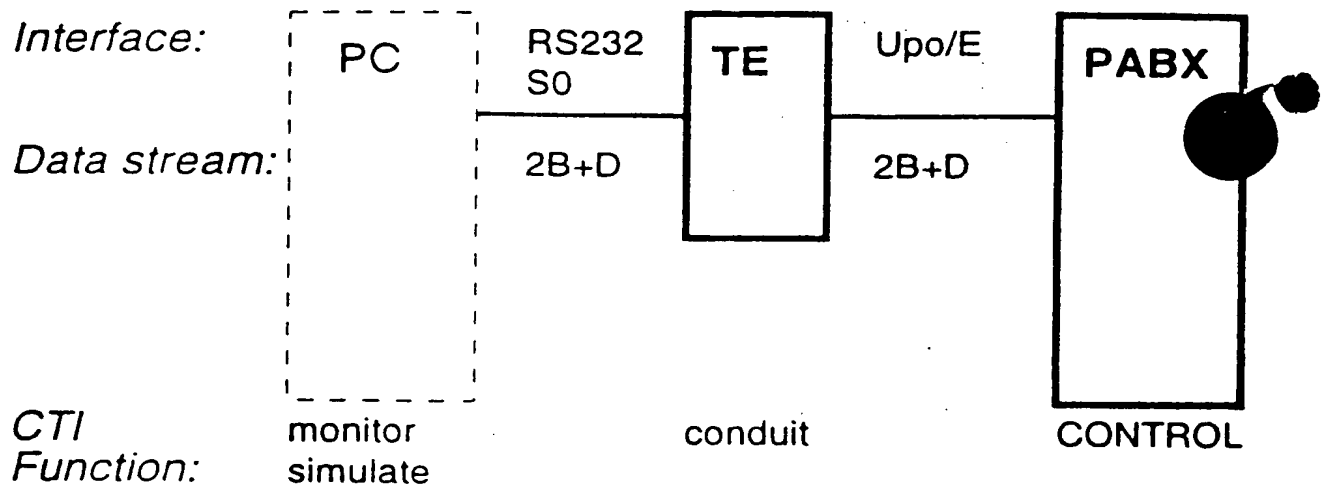 Interface:
PC
RS232
S0
TE
Upo/E
PABX
Data stream:
2B+D
2B+D
CTI
Function:
monitor
simulate
conduit
CONTROL